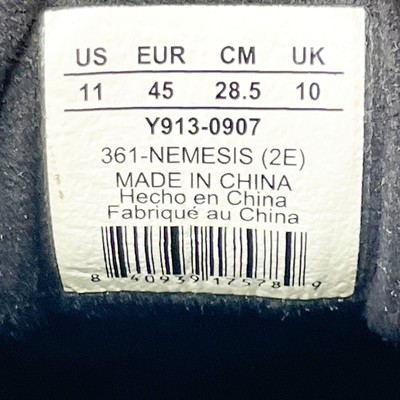 US EUR CM UK
11 45 28.5 10
Y913-0907
361-NEMESIS (2E)
MADE IN CHINA
Hecho en China
Fabriqué au China
8 40939 17578 9